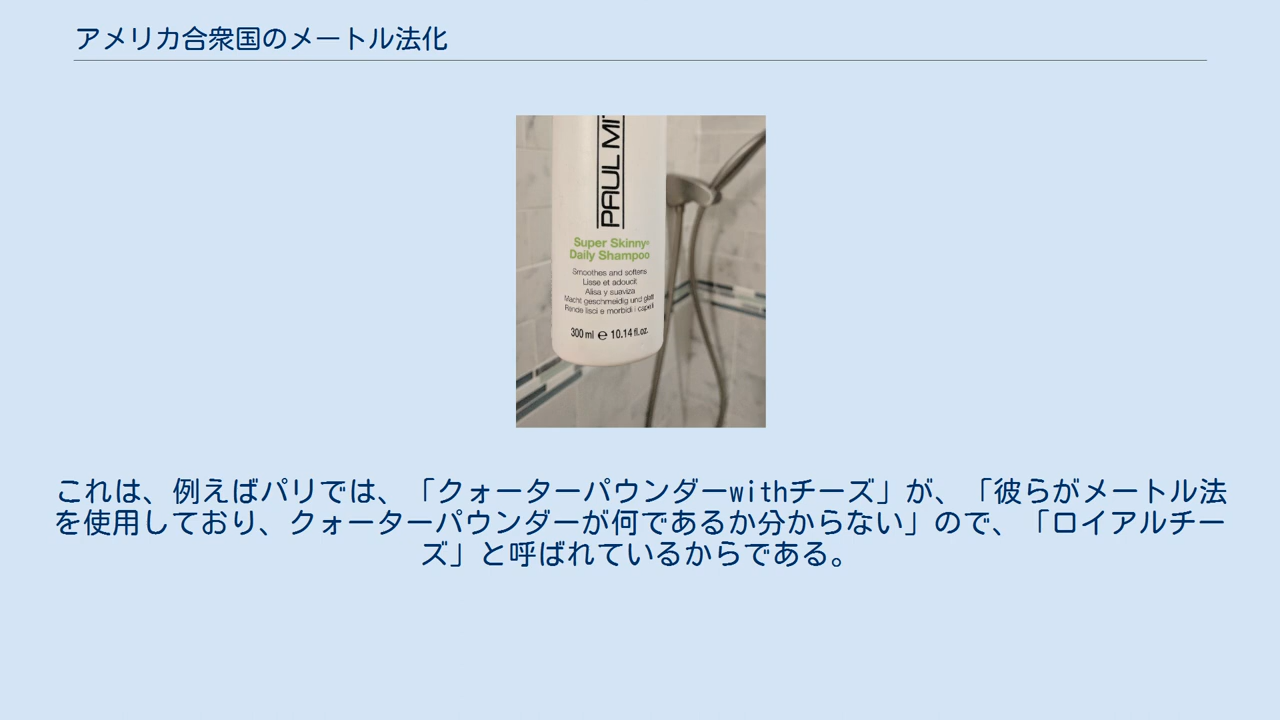 アメリカ合衆国のメートル法化
PAUL MIT
Super Skinny®
Daily Shampoo
Smoothes and softens
Lisse et adoucit
Alisa y suaviza
Macht geschmeidig und glatt
Rende lisci e morbidi i capelli
300 ml ℮ 10.14 fl.oz.
これは、例えばパリでは、「クォーターパウンダーwithチーズ」が、「彼らがメートル法
を使用しており、クォーターパウンダーが何であるか分からない」ので、「ロイアルチー
ズ」と呼ばれているからである。